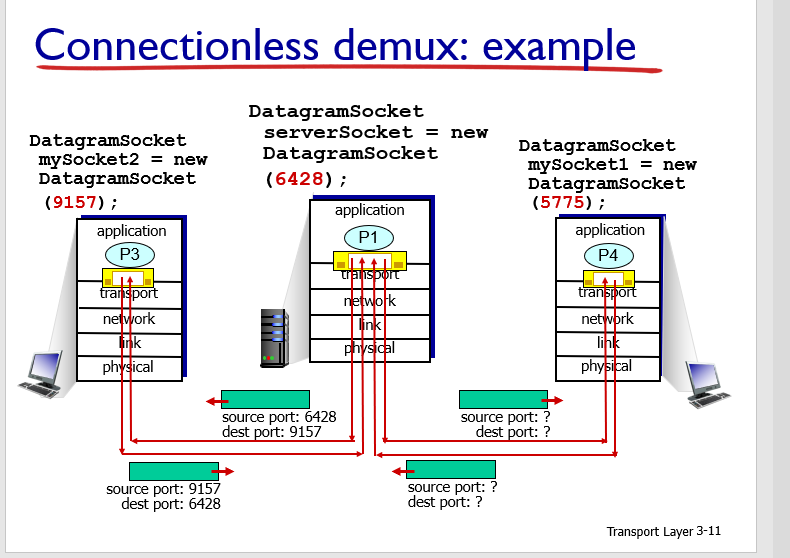 Connectionless demux: example
DatagramSocket
mySocket2 = new
DatagramSocket
(9157);
DatagramSocket
serverSocket = new
DatagramSocket
(6428);
DatagramSocket
mySocket1 = new
DatagramSocket
(5775);
application
P3
transport
network
link
physical
application
P1
transport
network
link
physical
application
P4
transport
network
link
physical
source port: 6428
dest port: 9157
source port: ?
dest port: ?
source port: 9157
dest port: 6428
source port: ?
dest port: ?
Transport Layer 3-11